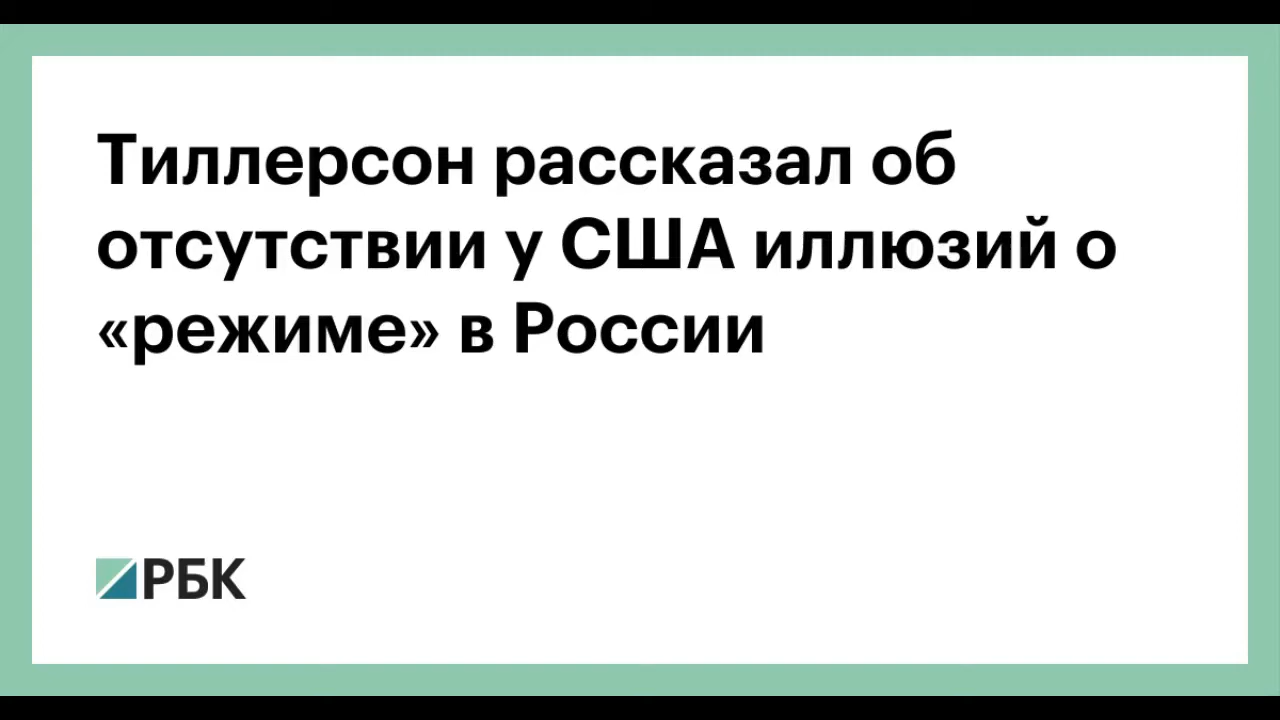 Тиллерсон рассказал об
отсутствии у США иллюзий о
«режиме» в России
РБК